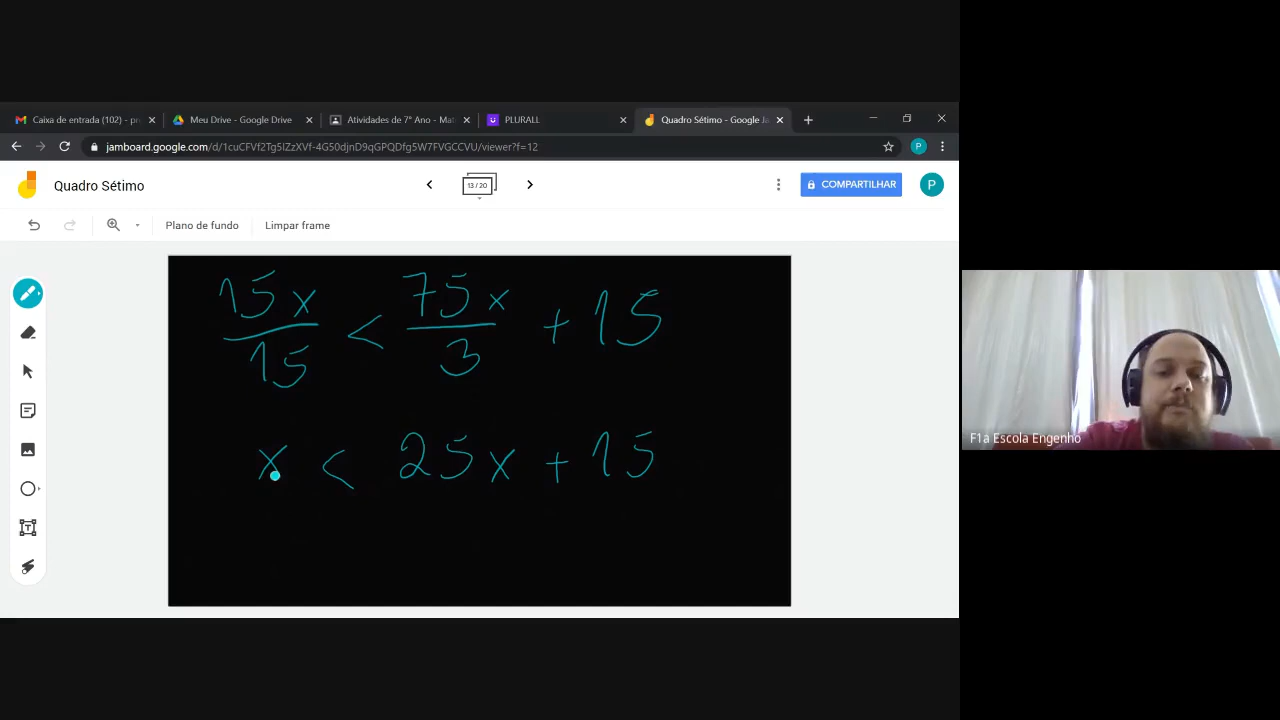 Caixa de entrada (102) - pr
Meu Drive - Google Drive
Atividades de 7° Ano - Mat
PLURALL
Quadro Sétimo - Google Ja
jamboard.google.com/d/1cuCFVf2Tg5IZzXVf-4G50djnD9qGPQDfg5W7FVGCCVU/viewer?f=12
P
Quadro Sétimo
13 / 20
COMPARTILHAR
P
Plano de fundo
Limpar frame
15x/15 < 75x/3 + 15
x < 25x + 15
F1a Escola Engenho